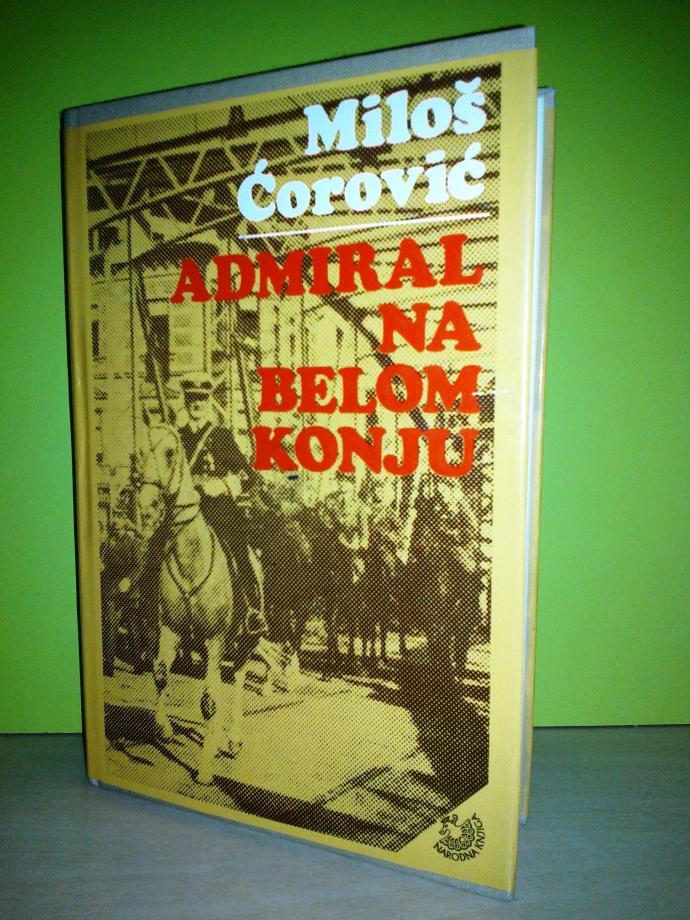 Miloš
Ćorović
ADMIRAL
NA
BELOM
KONJU
NARODNA KNJIGA